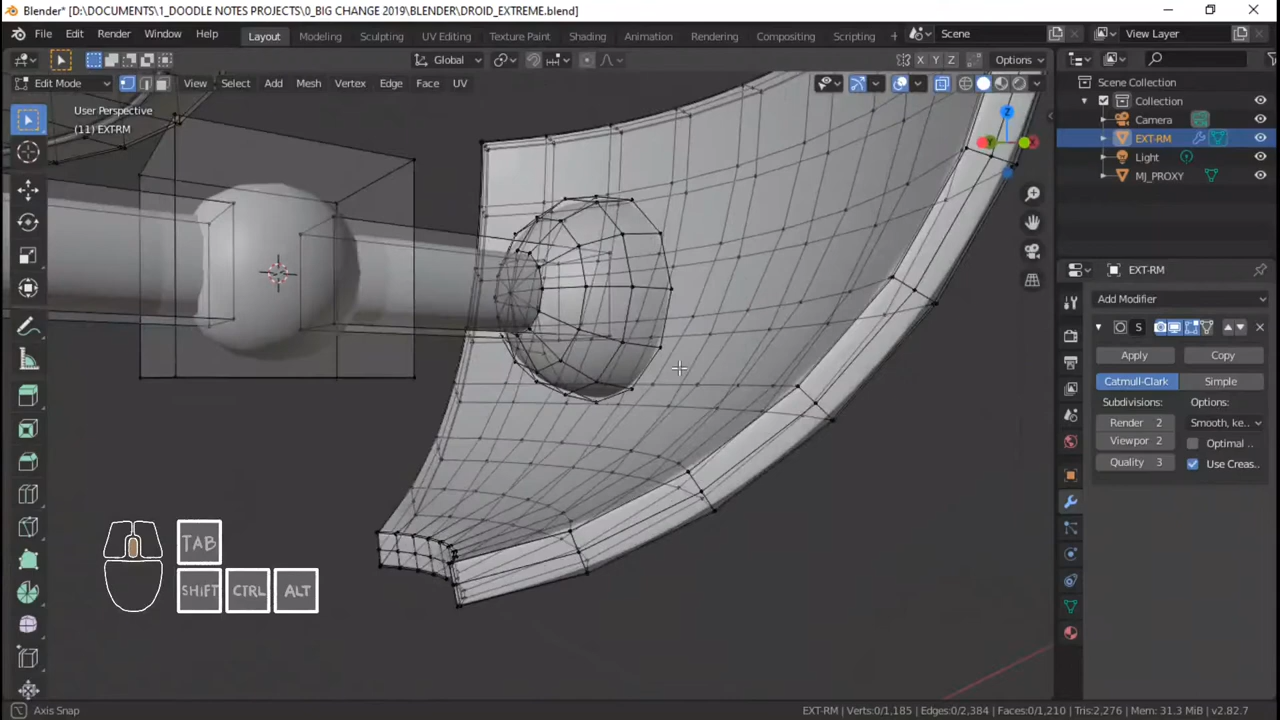 Blender* [D:\DOCUMENTS\1_DOODLE NOTES PROJECTS\0_BIG CHANGE 2019\BLENDER\DROID_EXTREME.blend]
File Edit Render Window Help Layout Modeling Sculpting UV Editing Texture Paint Shading Animation Rendering Compositing Scripting + Scene View Layer
Global X Y Z Options
Edit Mode View Select Add Mesh Vertex Edge Face UV
User Perspective
(11) EXTRM
Scene Collection
Collection
Camera
EXT-RM
Light
MJ_PROXY
Z
EXT-RM
Add Modifier
S
Apply Copy
Catmull-Clark Simple
Subdivisions: Options:
Render 2 Smooth, ke..
Viewpor 2 Optimal ..
Quality 3 Use Creas..
TAB
SHIFT CTRL ALT
Axis Snap
EXT-RM | Verts:0/1,185 | Edges:0/2,384 | Faces:0/1,210 | Tris:2,276 | Mem: 31.3 MiB | v2.82.7